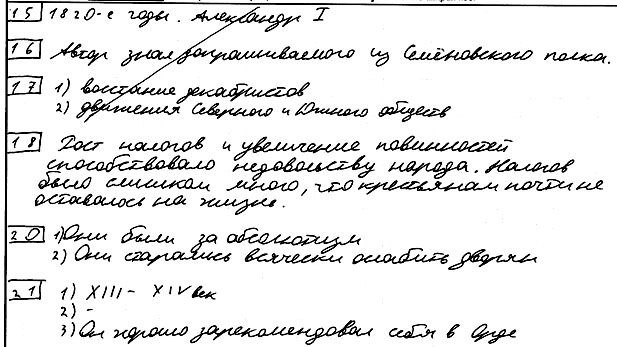 15 1820-е годы. Александр I
16 Автор знал допрашиваемого из Семёновского полка.
17 1) восстание декабристов
2) движения Северного и Южного обществ
18 Рост налогов и увеличение повинностей
способствовало недовольству народа. Налогов
было слишком много, что крестьянам почти не
оставалось на жизнь.
20 1) Они были за абсолютизм
2) Они старались всячески ослабить дворян
21 1) XIII – XIV век
2) -
3) Он хорошо зарекомендовал себя в Орде